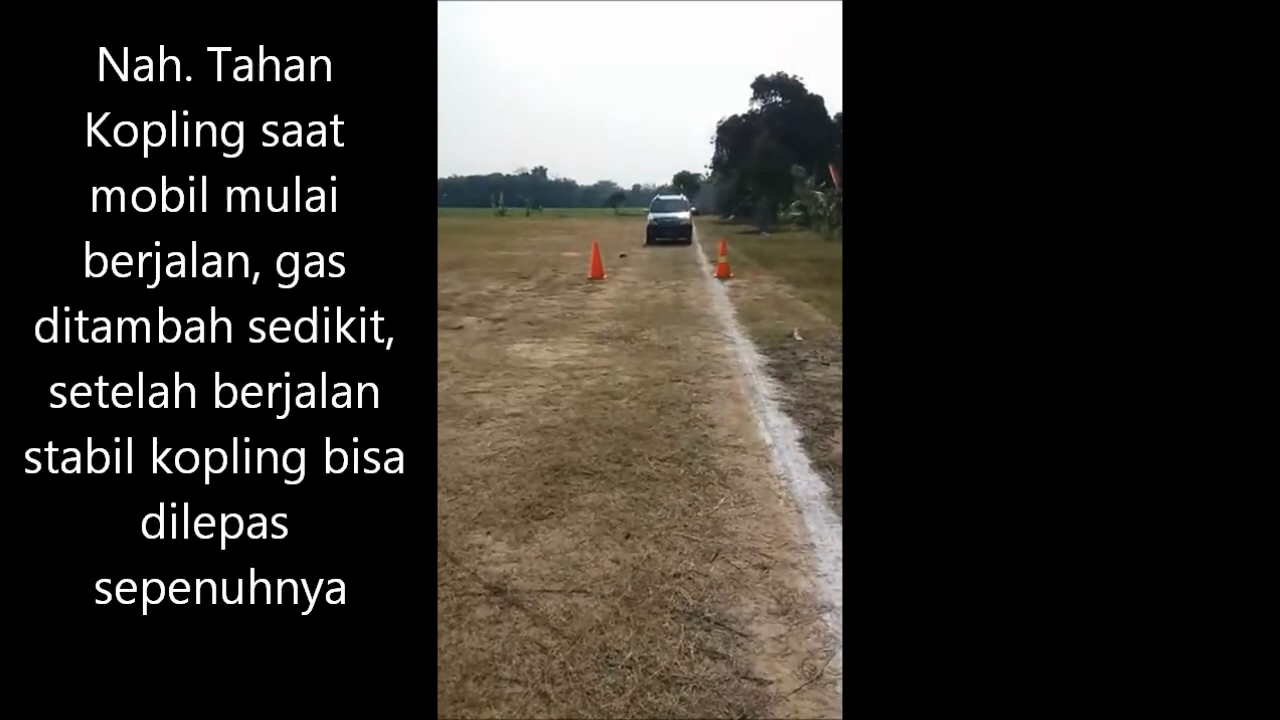 Nah. Tahan
Kopling saat
mobil mulai
berjalan, gas
ditambah sedikit,
setelah berjalan
stabil kopling bisa
dilepas
sepenuhnya